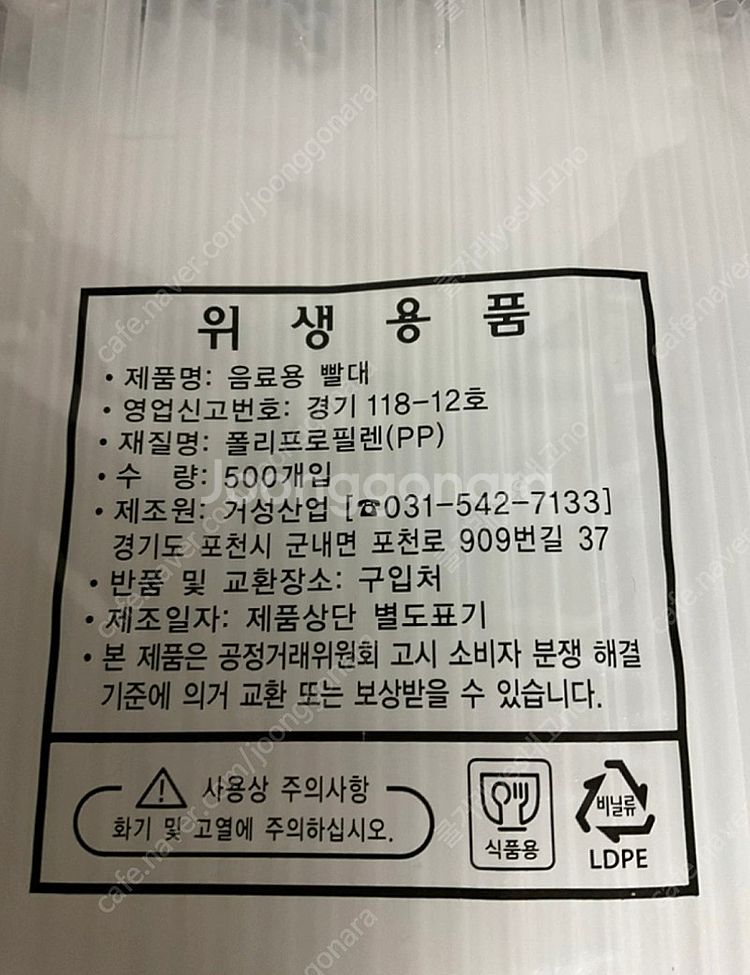 위 생 용 품
• 제품명: 음료용 빨대
• 영업신고번호: 경기 118-12호
• 재질명: 폴리프로필렌(PP)
• 수 량: 500개입
• 제조원: 거성산업 [☎031-542-7133]
경기도 포천시 군내면 포천로 909번길 37
• 반품 및 교환장소: 구입처
• 제조일자: 제품상단 별도표기
• 본 제품은 공정거래위원회 고시 소비자 분쟁 해결
기준에 의거 교환 또는 보상받을 수 있습니다.
사용상 주의사항
화기 및 고열에 주의하십시오.
식품용
비닐류
LDPE
Joonggonara
cafe.naver.com/joonggonara